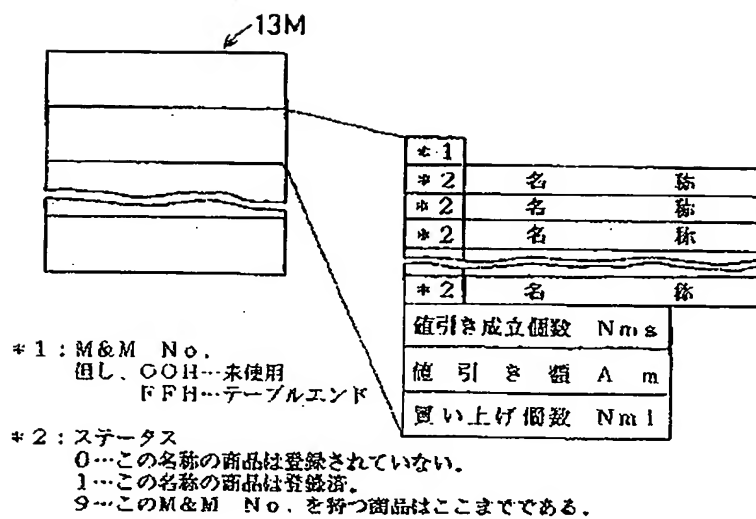 13M
*1
*2 名 称
*2 名 称
*2 名 称
*2 名 称
値引き成立個数 Nms
値引き額 Am
買い上げ個数 Nml
*1:M&M No.
但し、00H…未使用
FFH…テーブルエンド
*2:ステータス
0…この名称の商品は登録されていない。
1…この名称の商品は登録済。
9…このM&M No.を持つ商品はここまでである。